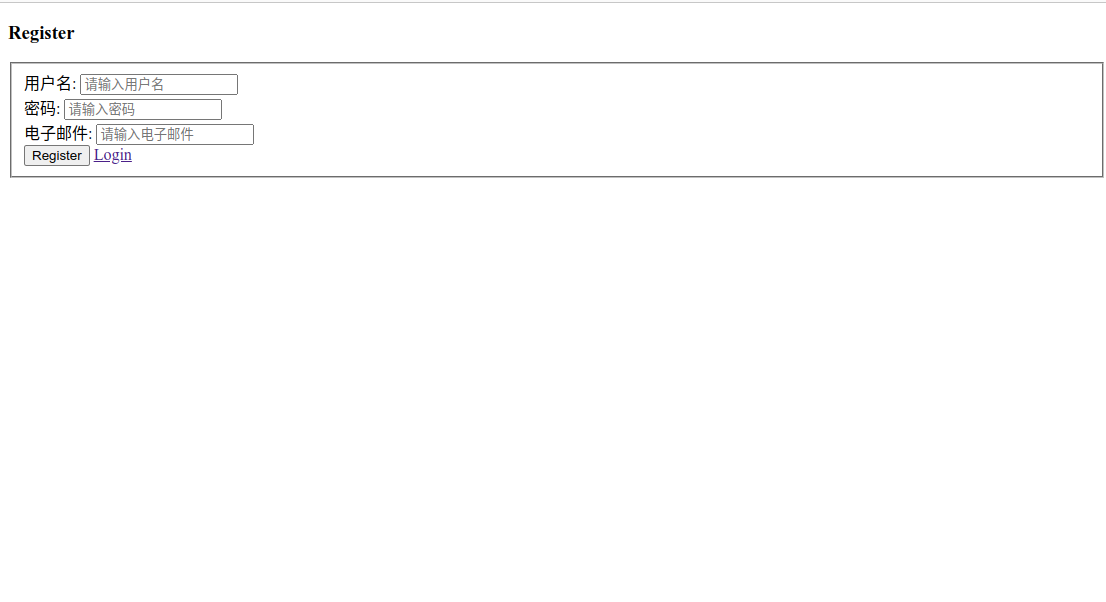 Register
用户名: 请输入用户名
密码: 请输入密码
电子邮件: 请输入电子邮件
Register Login